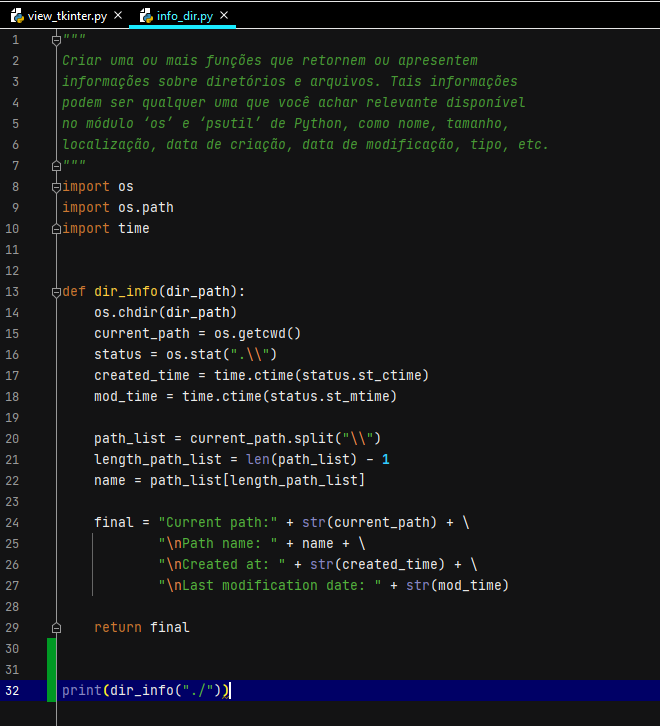 view_tkinter.py × info_dir.py ×
1 """
2 Criar uma ou mais funções que retornem ou apresentem
3 informações sobre diretórios e arquivos. Tais informações
4 podem ser qualquer uma que você achar relevante disponível
5 no módulo ‘os’ e ‘psutil’ de Python, como nome, tamanho,
6 localização, data de criação, data de modificação, tipo, etc.
7 """
8 import os
9 import os.path
10 import time
11
12
13 def dir_info(dir_path):
14     os.chdir(dir_path)
15     current_path = os.getcwd()
16     status = os.stat(".\\")
17     created_time = time.ctime(status.st_ctime)
18     mod_time = time.ctime(status.st_mtime)
19
20     path_list = current_path.split("\\")
21     length_path_list = len(path_list) - 1
22     name = path_list[length_path_list]
23
24     final = "Current path:" + str(current_path) + \
25             "\nPath name: " + name + \
26             "\nCreated at: " + str(created_time) + \
27             "\nLast modification date: " + str(mod_time)
28
29     return final
30
31
32 print(dir_info("./"))